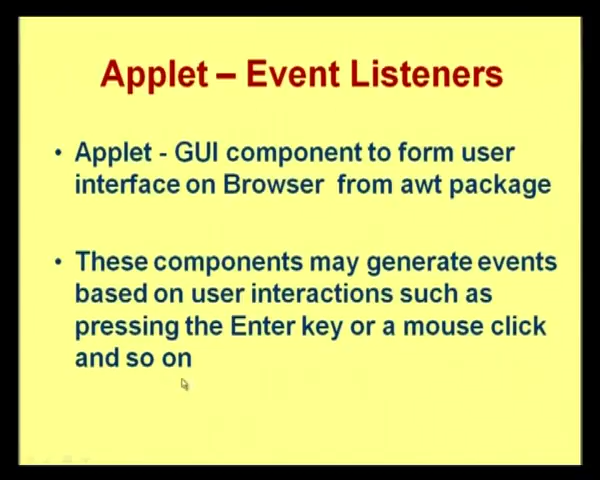 Applet – Event Listeners
• Applet - GUI component to form user
interface on Browser from awt package
• These components may generate events
based on user interactions such as
pressing the Enter key or a mouse click
and so on